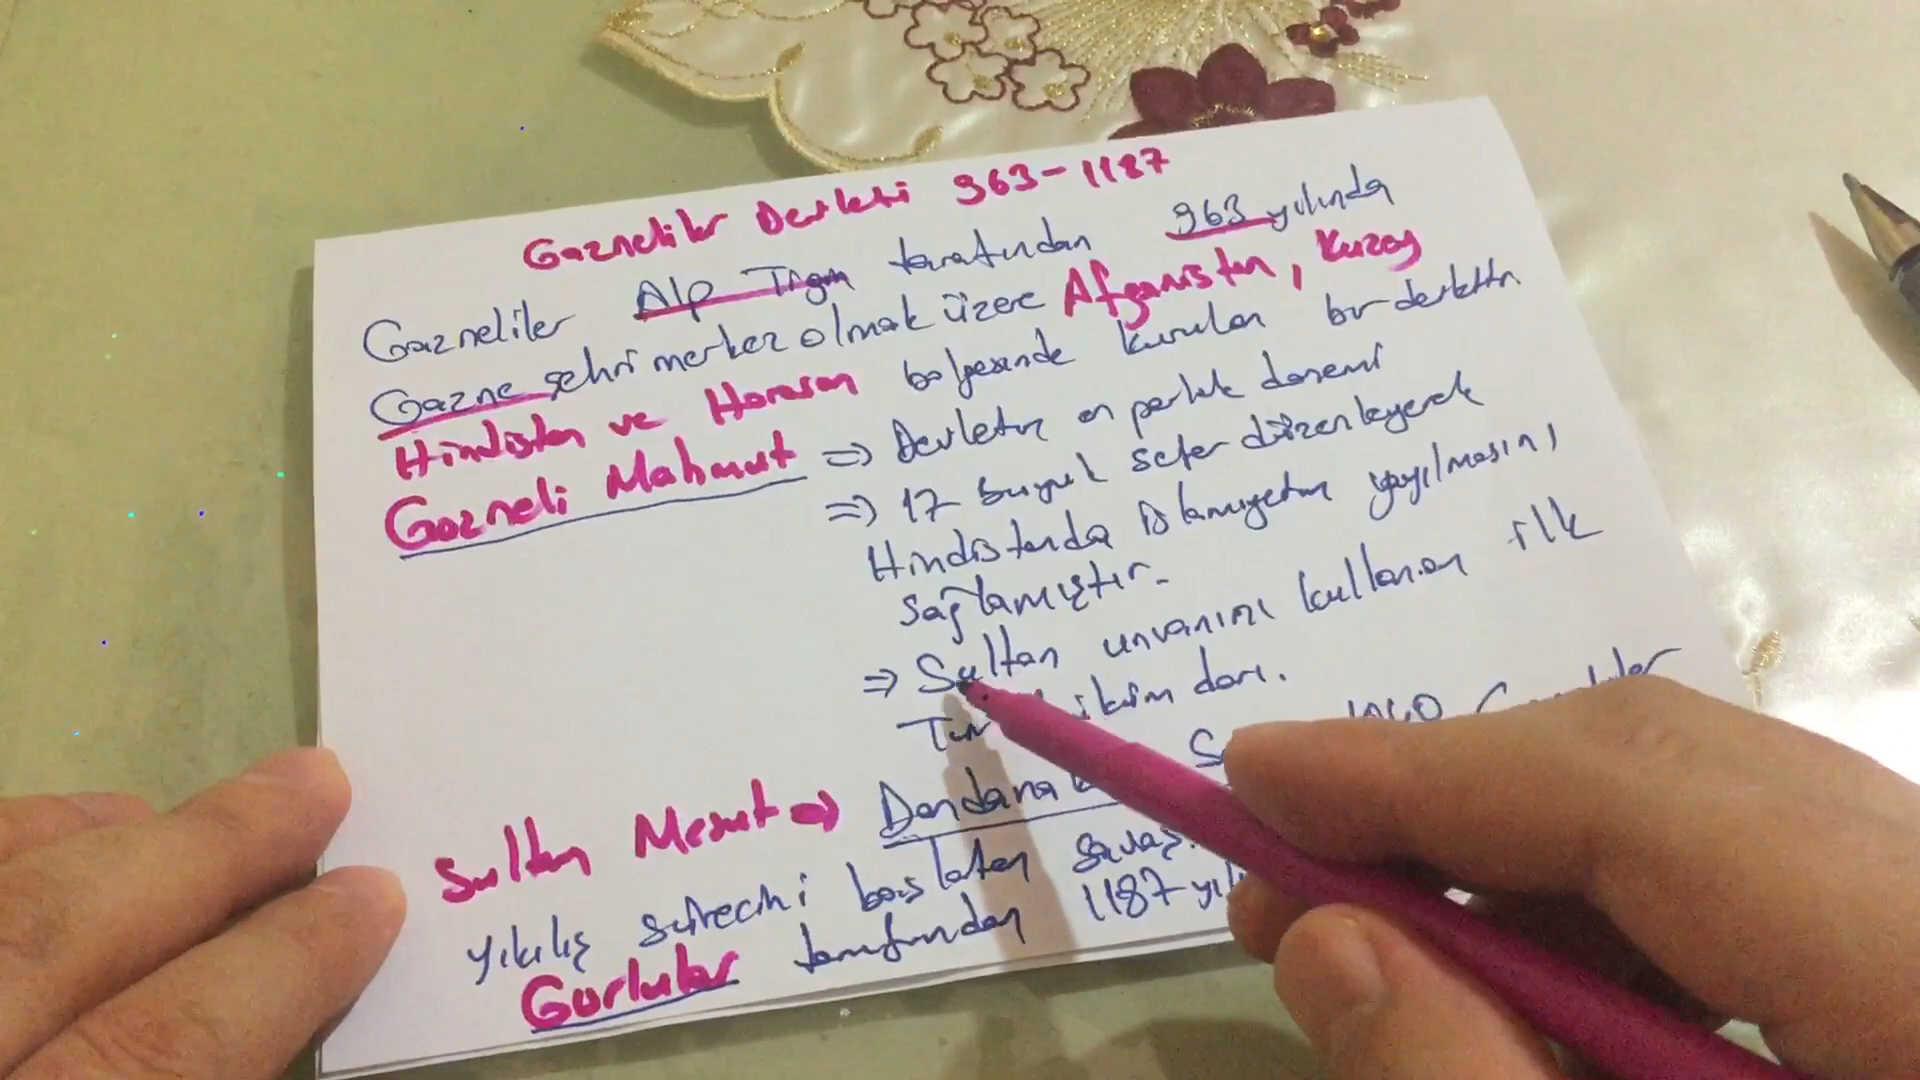 Gazneliler Devleti 963-1187
Gazneliler Alp Tigin tarafından 963 yılında
Gazne şehri merkez olmak üzere Afganistan, Kuzey
Hindistan ve Horasan bölgesinde kurulan bir devlettir.
Gazneli Mahmut ⇒ Devletin en parlak dönemi
⇒ 17 büyük sefer düzenleyerek
Hindistanda islamiyetin yayılmasını
sağlamıştır.
⇒ Sultan unvanını kullanan ilk
Sultan Mesut ⇒ 1040
yıkılış sürecini başlatan savaş.
Gurlular tarafından 1187